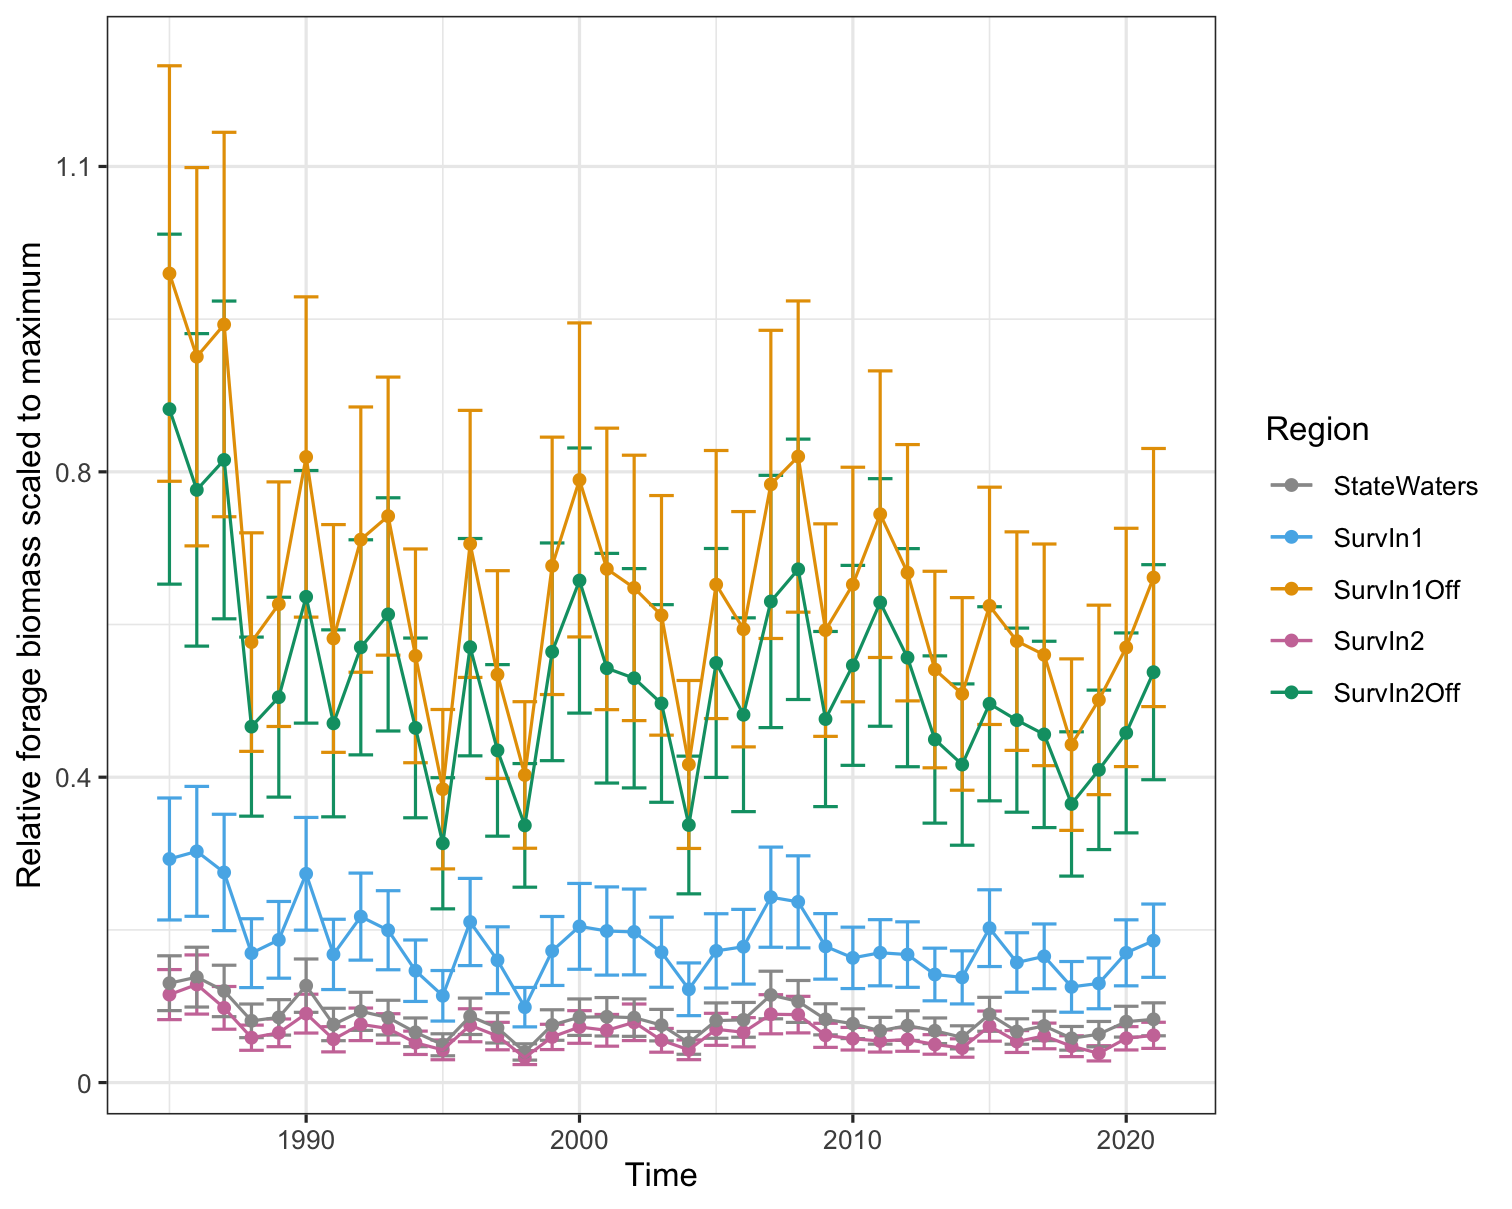 Relative forage biomass scaled to maximum
1.1
0.8
0.4
0
1990
2000
2010
2020
Time
Region
StateWaters
SurvIn1
SurvIn1Off
SurvIn2
SurvIn2Off